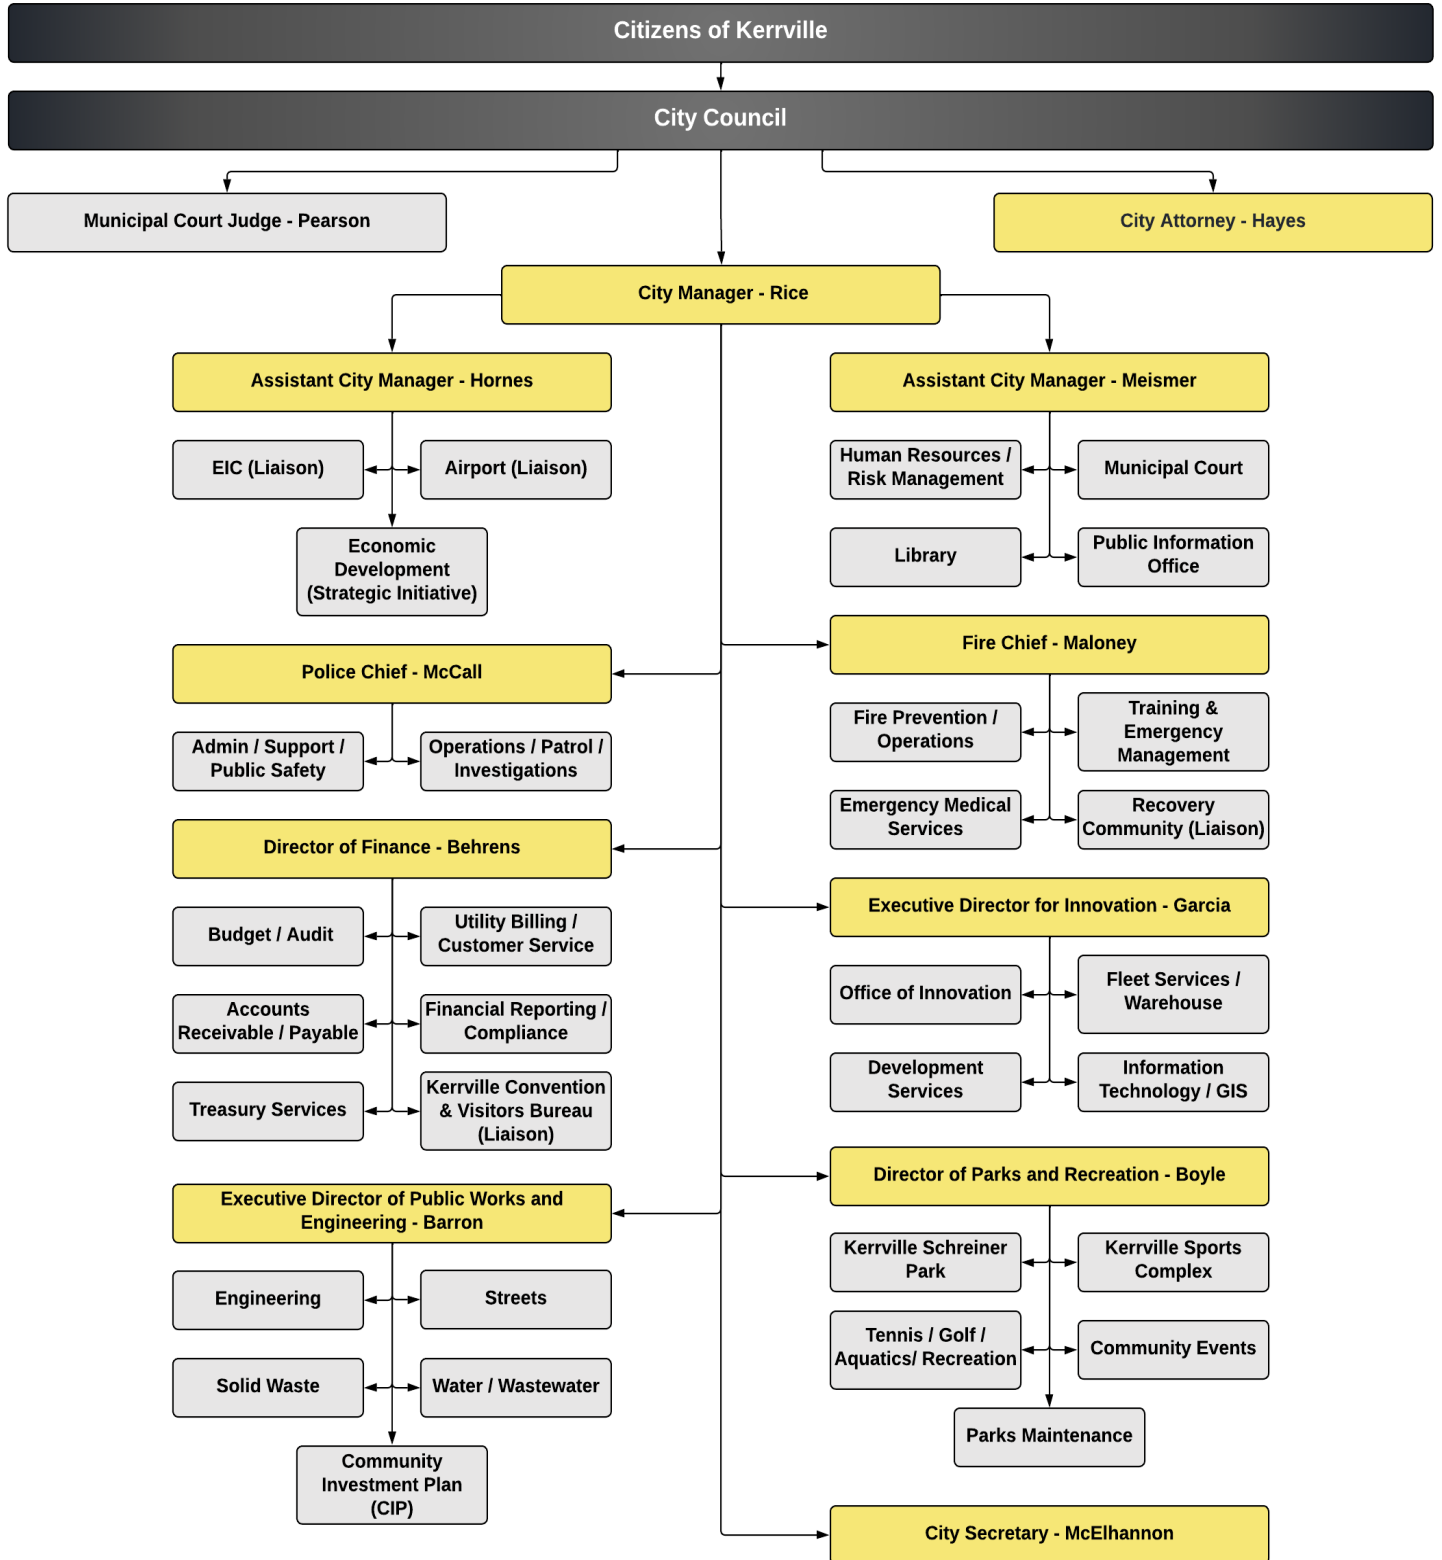 Citizens of Kerrville
City Council
Municipal Court Judge - Pearson
City Attorney - Hayes
City Manager - Rice
Assistant City Manager - Hornes
EIC (Liaison)
Airport (Liaison)
Economic
Development
(Strategic Initiative)
Assistant City Manager - Meismer
Human Resources /
Risk Management
Municipal Court
Library
Public Information
Office
Police Chief - McCall
Admin / Support /
Public Safety
Operations / Patrol /
Investigations
Fire Chief - Maloney
Fire Prevention /
Operations
Training &
Emergency
Management
Emergency Medical
Services
Recovery
Community (Liaison)
Director of Finance - Behrens
Budget / Audit
Utility Billing /
Customer Service
Accounts
Receivable / Payable
Financial Reporting /
Compliance
Treasury Services
Kerrville Convention
& Visitors Bureau
(Liaison)
Executive Director for Innovation - Garcia
Office of Innovation
Fleet Services /
Warehouse
Development
Services
Information
Technology / GIS
Executive Director of Public Works and
Engineering - Barron
Engineering
Streets
Solid Waste
Water / Wastewater
Community
Investment Plan
(CIP)
Director of Parks and Recreation - Boyle
Kerrville Schreiner
Park
Kerrville Sports
Complex
Tennis / Golf /
Aquatics/ Recreation
Community Events
Parks Maintenance
City Secretary - McElhannon